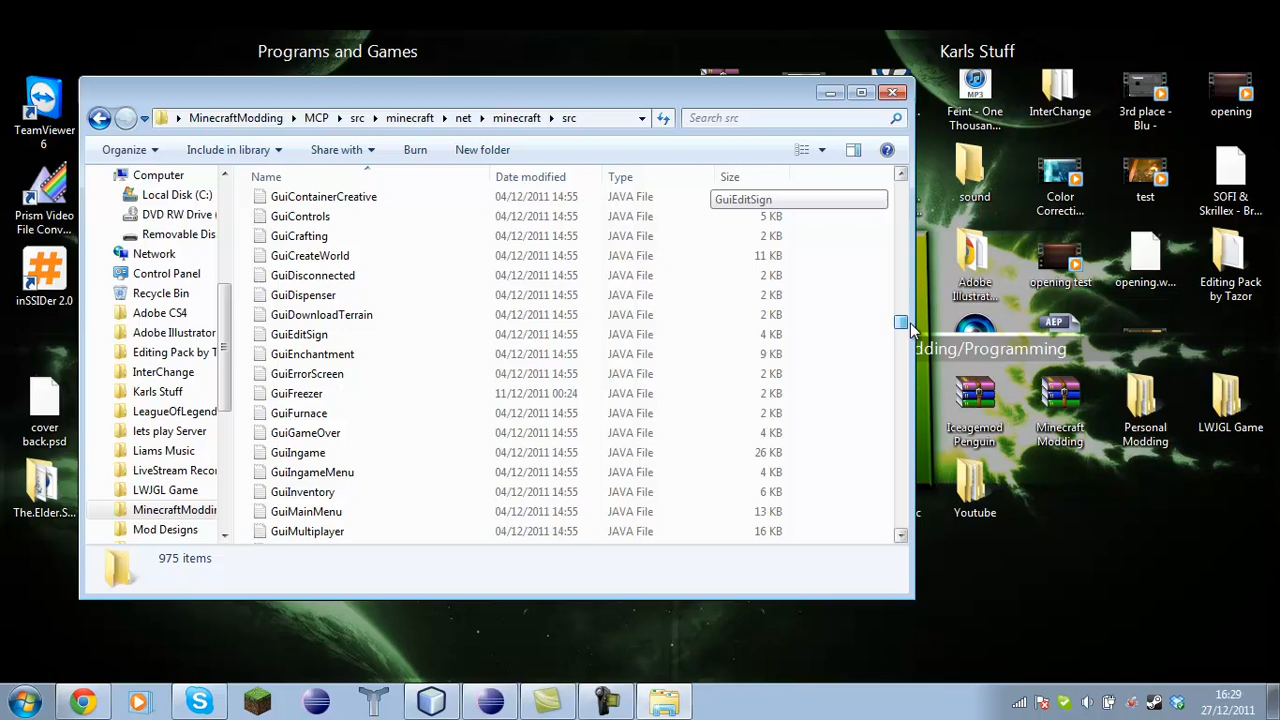 Programs and Games
Karls Stuff
TeamViewer 6
Prism Video File Conv...
inSSIDer 2.0
cover back.psd
The.Elder.S...
MinecraftModding
MCP
src
minecraft
net
minecraft
src
Search src
Organize
Include in library
Share with
Burn
New folder
Computer
Local Disk (C:)
DVD RW Drive
Removable Dis
Network
Control Panel
Recycle Bin
Adobe CS4
Adobe Illustrator
Editing Pack by T
InterChange
Karls Stuff
LeagueOfLegend
lets play Server
Liams Music
LiveStream Reco
LWJGL Game
MinecraftModdin
Mod Designs
Name Date modified Type Size
GuiContainerCreative 04/12/2011 14:55 JAVA File
GuiEditSign
GuiControls 04/12/2011 14:55 JAVA File 5 KB
GuiCrafting 04/12/2011 14:55 JAVA File 2 KB
GuiCreateWorld 04/12/2011 14:55 JAVA File 11 KB
GuiDisconnected 04/12/2011 14:55 JAVA File 2 KB
GuiDispenser 04/12/2011 14:55 JAVA File 2 KB
GuiDownloadTerrain 04/12/2011 14:55 JAVA File 2 KB
GuiEditSign 04/12/2011 14:55 JAVA File 4 KB
GuiEnchantment 04/12/2011 14:55 JAVA File 9 KB
GuiErrorScreen 04/12/2011 14:55 JAVA File 2 KB
GuiFreezer 11/12/2011 00:24 JAVA File 2 KB
GuiFurnace 04/12/2011 14:55 JAVA File 2 KB
GuiGameOver 04/12/2011 14:55 JAVA File 4 KB
GuiIngame 04/12/2011 14:55 JAVA File 26 KB
GuiIngameMenu 04/12/2011 14:55 JAVA File 4 KB
GuiInventory 04/12/2011 14:55 JAVA File 6 KB
GuiMainMenu 04/12/2011 14:55 JAVA File 13 KB
GuiMultiplayer 04/12/2011 14:55 JAVA File 16 KB
975 items
Feint - One Thousan...
InterChange
3rd place - Blu -
opening
sound
Color Correcti...
test
SOFI & Skrillex - Br...
Adobe Illustrat...
opening test
opening.w...
Editing Pack by Tazor
AEP
dding/Programming
Iceagemod Penguin
Minecraft Modding
Personal Modding
LWJGL Game
Youtube
16:29
27/12/2011